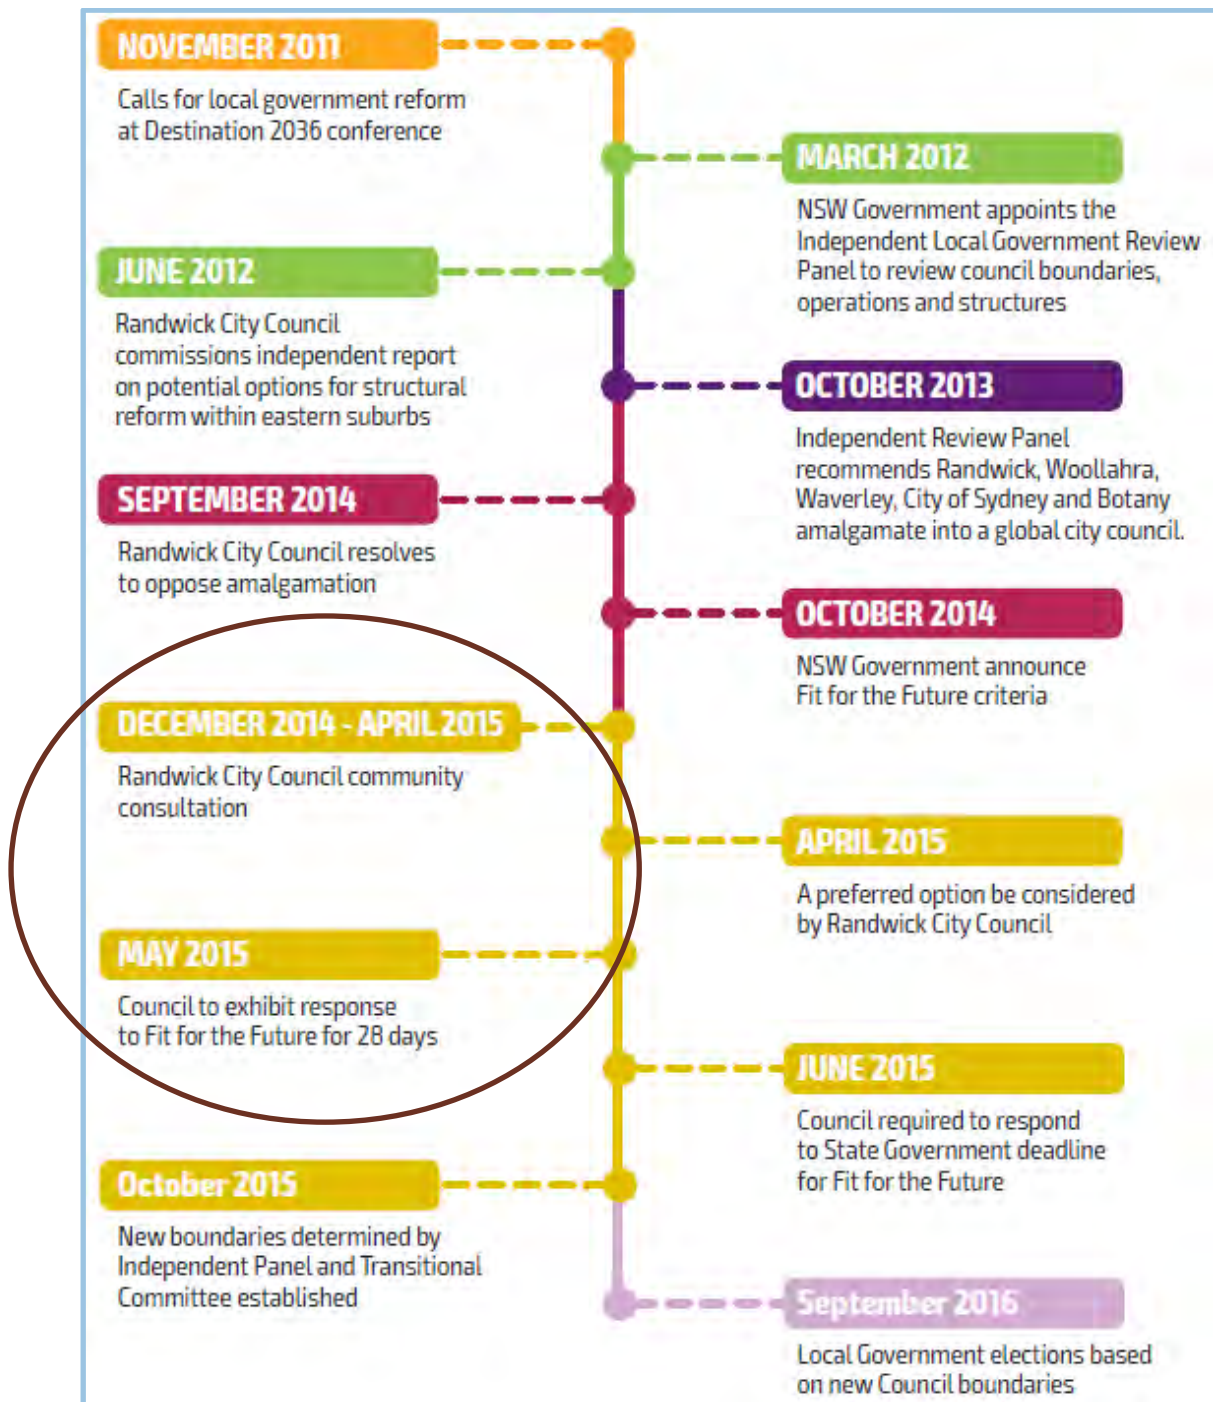 NOVEMBER 2011
Calls for local government reform
at Destination 2036 conference
MARCH 2012
NSW Government appoints the
Independent Local Government Review
Panel to review council boundaries,
operations and structures
JUNE 2012
Randwick City Council
commissions independent report
on potential options for structural
reform within eastern suburbs
OCTOBER 2013
Independent Review Panel
recommends Randwick, Woollahra,
Waverley, City of Sydney and Botany
amalgamate into a global city council.
SEPTEMBER 2014
Randwick City Council resolves
to oppose amalgamation
OCTOBER 2014
NSW Government announce
Fit for the Future criteria
DECEMBER 2014 - APRIL 2015
Randwick City Council community
consultation
APRIL 2015
A preferred option be considered
by Randwick City Council
MAY 2015
Council to exhibit response
to Fit for the Future for 28 days
JUNE 2015
Council required to respond
to State Government deadline
for Fit for the Future
October 2015
New boundaries determined by
Independent Panel and Transitional
Committee established
September 2016
Local Government elections based
on new Council boundaries